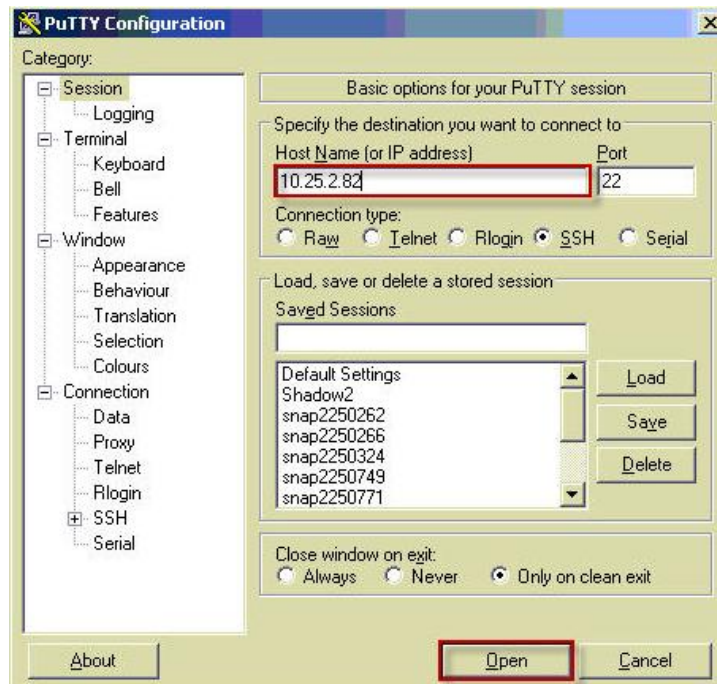 PuTTY Configuration
Category:
Session
Logging
Terminal
Keyboard
Bell
Features
Window
Appearance
Behaviour
Translation
Selection
Colours
Connection
Data
Proxy
Telnet
Rlogin
SSH
Serial
Basic options for your PuTTY session
Specify the destination you want to connect to
Host Name (or IP address) Port
10.25.2.82 22
Connection type:
Raw Telnet Rlogin SSH Serial
Load, save or delete a stored session
Saved Sessions
Default Settings
Shadow2
snap2250262
snap2250266
snap2250324
snap2250749
snap2250771
Load
Save
Delete
Close window on exit:
Always Never Only on clean exit
About Open Cancel